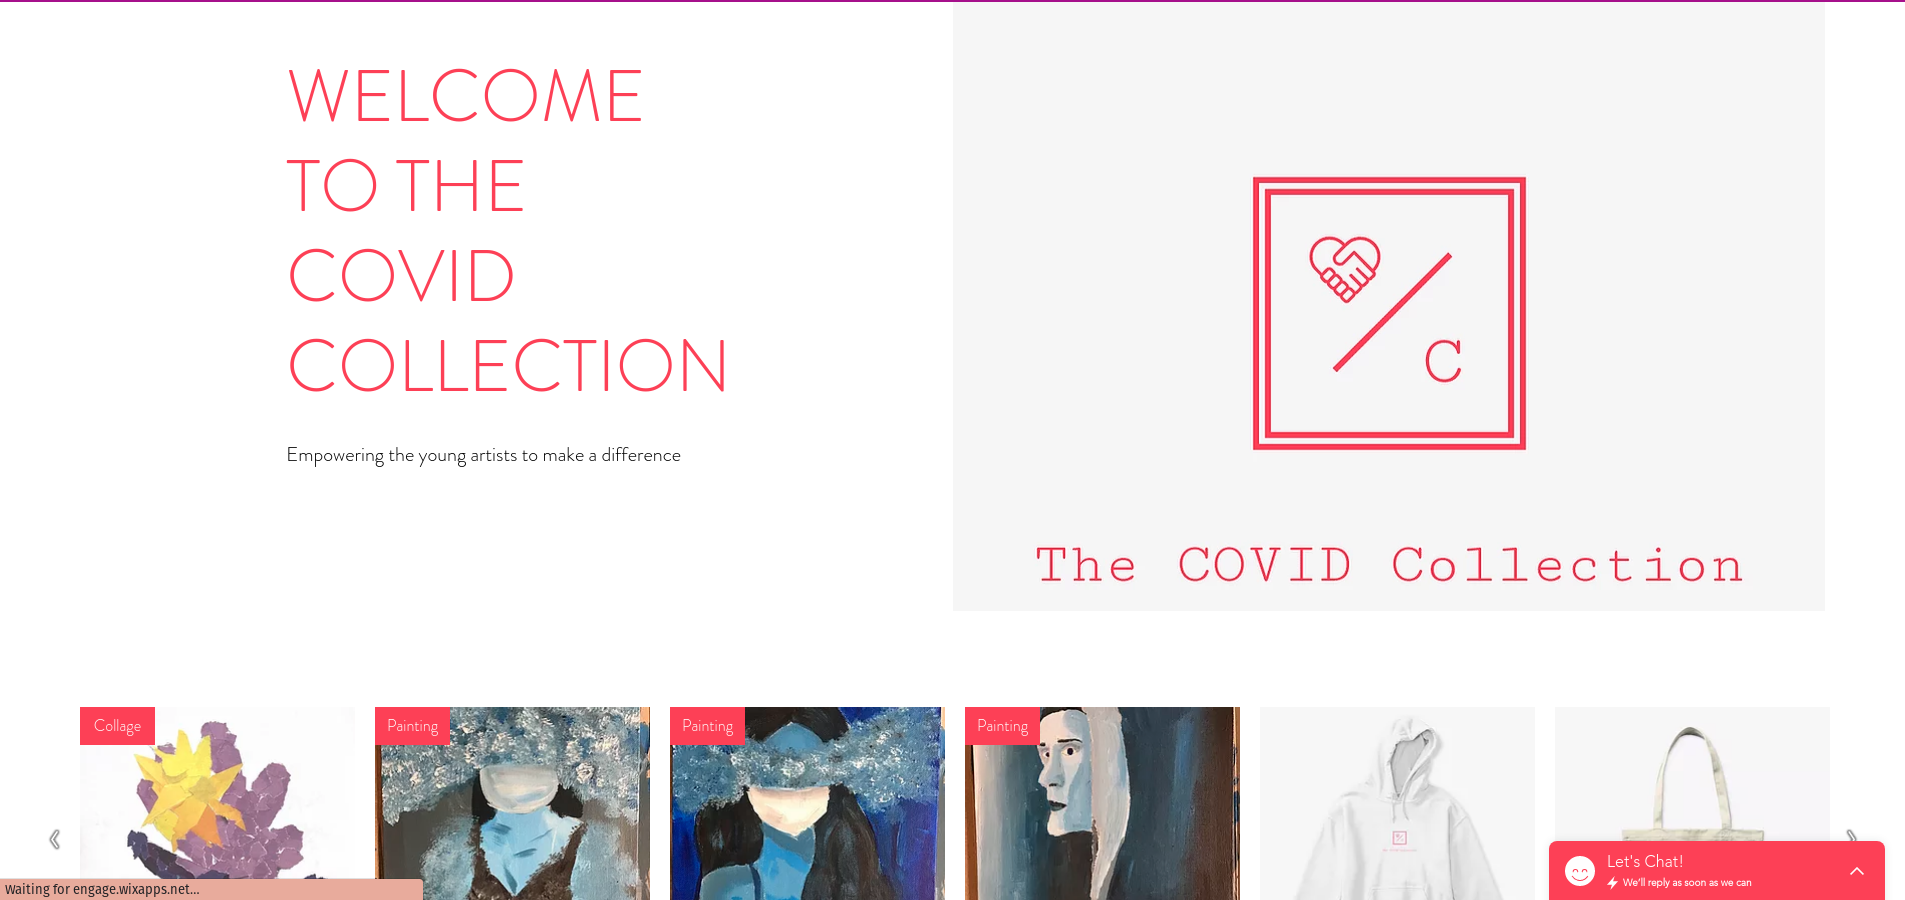 WELCOME
TO THE
COVID
COLLECTION
Empowering the young artists to make a difference
C
The COVID Collection
Collage
Painting
Painting
Painting
Let's Chat!
We'll reply as soon as we can
Waiting for engage.wixapps.net...